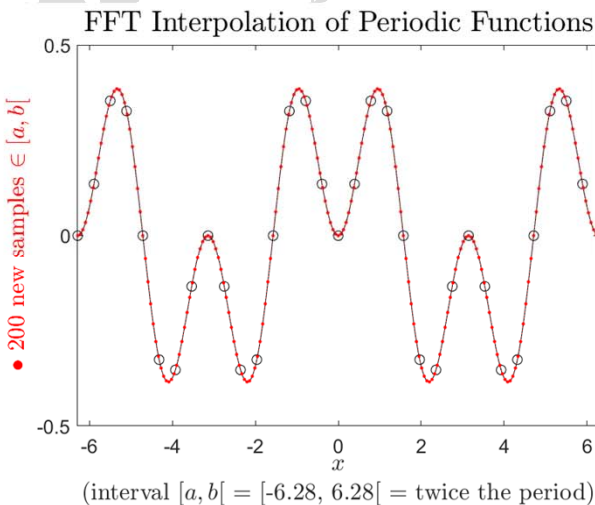 FFT Interpolation of Periodic Functions
0.5
• 200 new samples ∈ [a, b[
0
-0.5
-6 -4 -2 0 2 4 6
x
(interval [a, b[ = [-6.28, 6.28[ = twice the period)